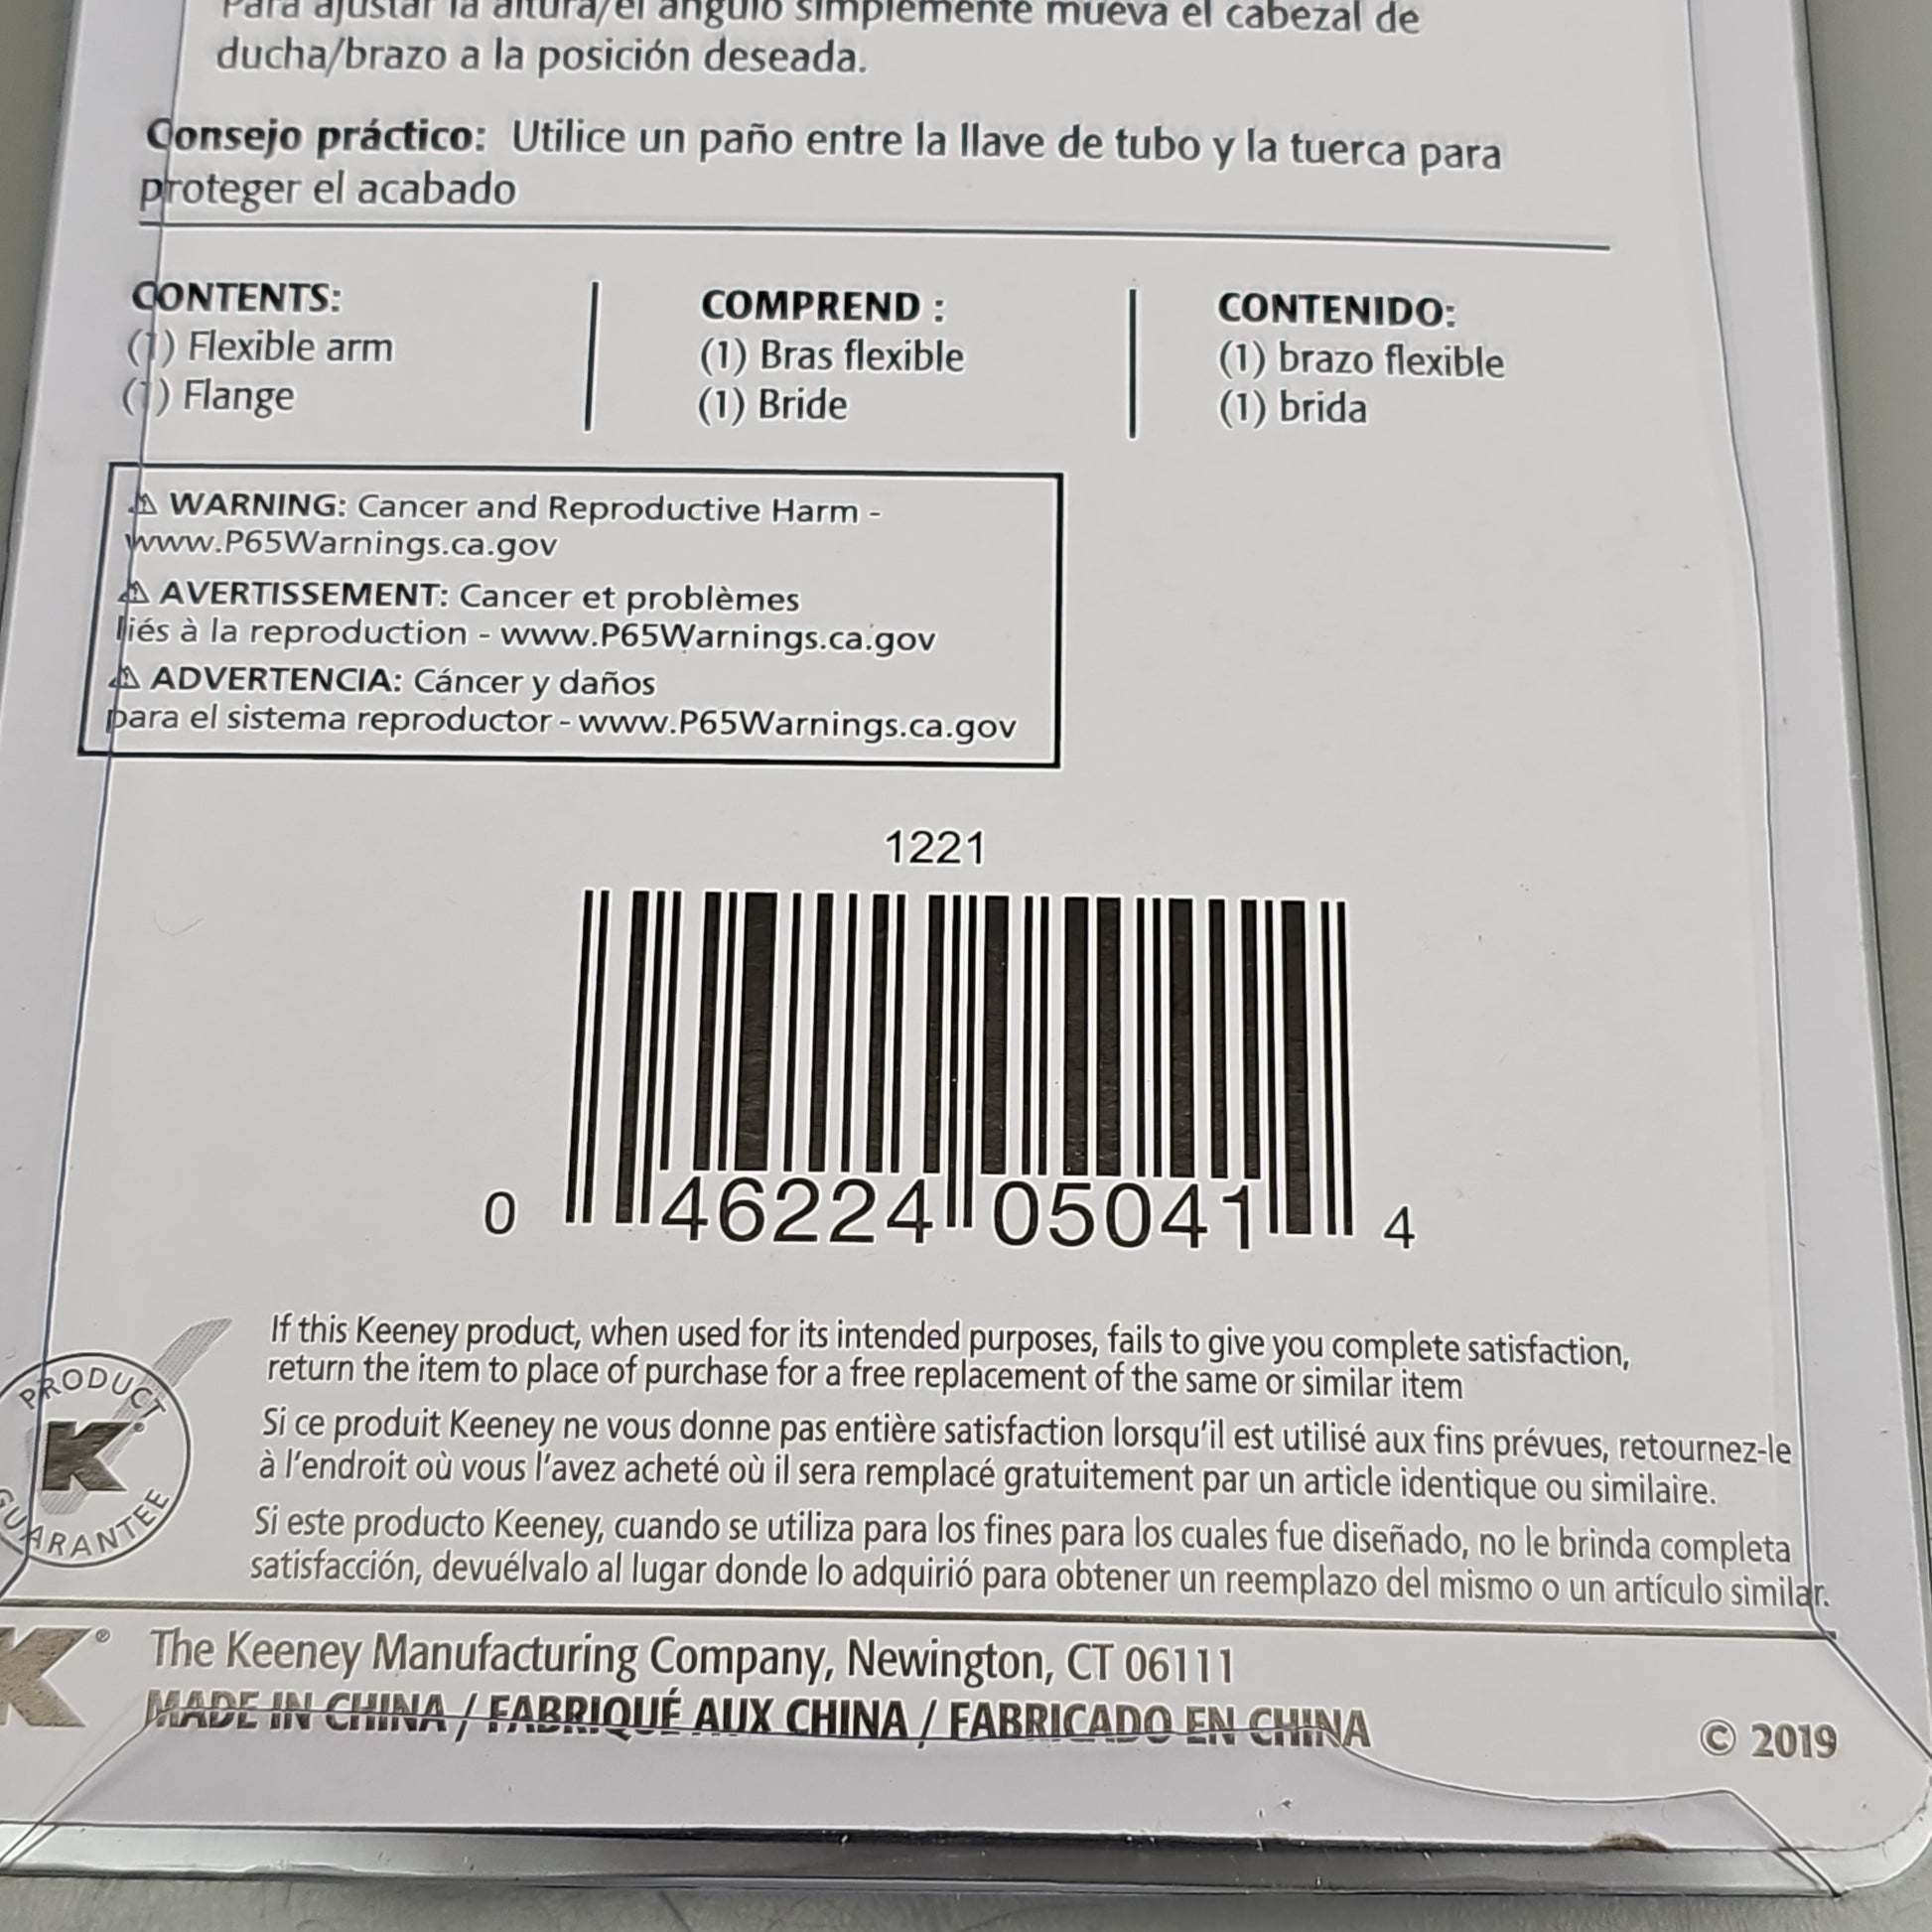 Para ajustar la altura/el ángulo simplemente mueva el cabezal de
ducha/brazo a la posición deseada.
Consejo práctico: Utilice un paño entre la llave de tubo y la tuerca para
proteger el acabado
CONTENTS:
(1) Flexible arm
(1) Flange
COMPREND :
(1) Bras flexible
(1) Bride
CONTENIDO:
(1) brazo flexible
(1) brida
⚠ WARNING: Cancer and Reproductive Harm -
www.P65Warnings.ca.gov
⚠ AVERTISSEMENT: Cancer et problèmes
liés à la reproduction - www.P65Warnings.ca.gov
⚠ ADVERTENCIA: Cáncer y daños
para el sistema reproductor - www.P65Warnings.ca.gov
1221
0 46224 05041 4
PRODUCT
K®
GUARANTEE
If this Keeney product, when used for its intended purposes, fails to give you complete satisfaction,
return the item to place of purchase for a free replacement of the same or similar item
Si ce produit Keeney ne vous donne pas entière satisfaction lorsqu'il est utilisé aux fins prévues, retournez-le
à l'endroit où vous l'avez acheté où il sera remplacé gratuitement par un article identique ou similaire.
Si este producto Keeney, cuando se utiliza para los fines para los cuales fue diseñado, no le brinda completa
satisfacción, devuélvalo al lugar donde lo adquirió para obtener un reemplazo del mismo o un artículo similar.
K®
The Keeney Manufacturing Company, Newington, CT 06111
MADE IN CHINA / FABRIQUÉ AUX CHINA / FABRICADO EN CHINA
© 2019